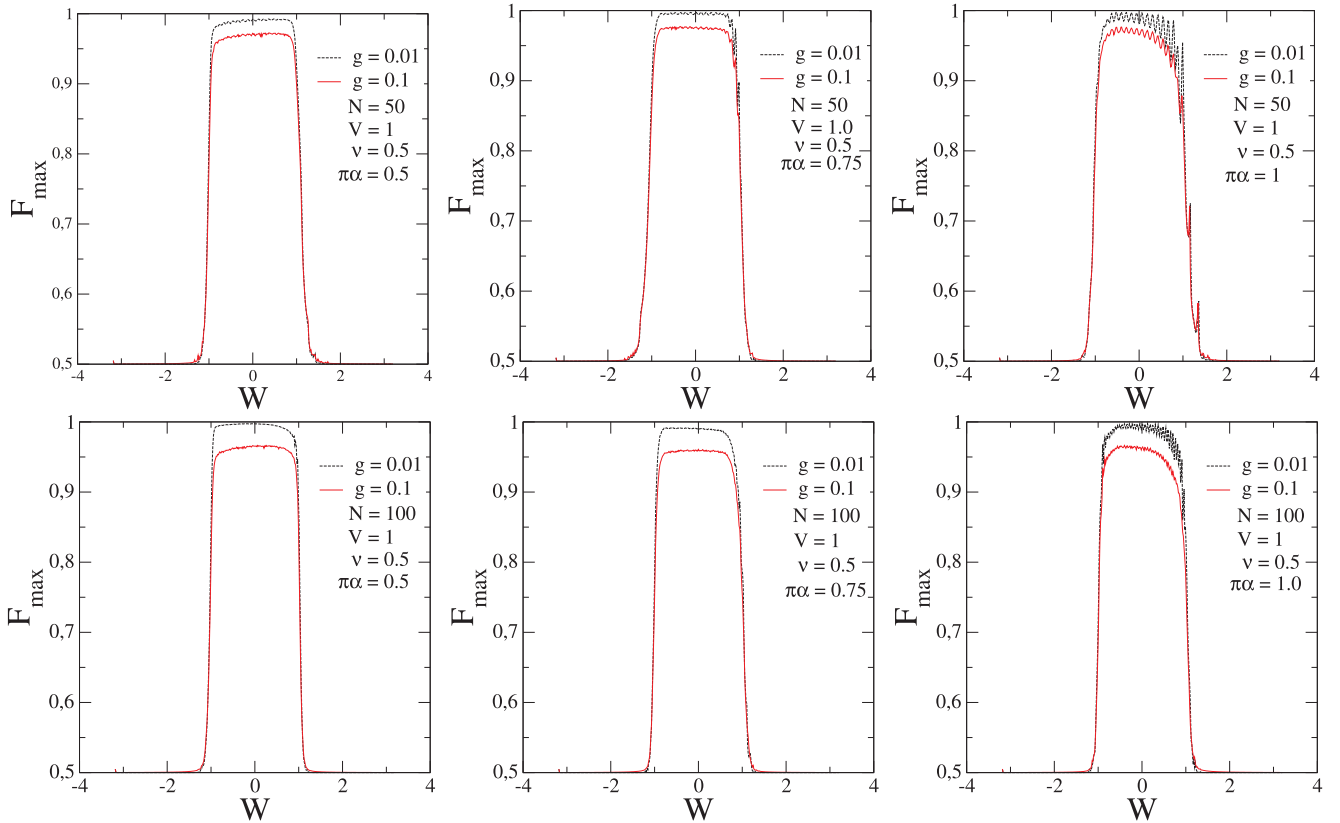 1
0,9
0,8
0,7
0,6
0,5
F max
-4
-2
0
2
4
W
g = 0.01
g = 0.1
N = 50
V = 1
ν = 0.5
πα = 0.5
1
0,9
0,8
0,7
0,6
0,5
F max
-4
-2
0
2
4
W
g = 0.01
g = 0.1
N = 50
V = 1.0
ν = 0.5
πα = 0.75
1
0,9
0,8
0,7
0,6
0,5
F max
-4
-2
0
2
4
W
g = 0.01
g = 0.1
N = 50
V = 1
ν = 0.5
πα = 1
1
0,9
0,8
0,7
0,6
0,5
F max
-4
-2
0
2
4
W
g = 0.01
g = 0.1
N = 100
V = 1
ν = 0.5
πα = 0.5
1
0,9
0,8
0,7
0,6
0,5
F max
-4
-2
0
2
4
W
g = 0.01
g = 0.1
N = 100
V = 1
ν = 0.5
πα = 0.75
1
0,9
0,8
0,7
0,6
0,5
F max
-4
-2
0
2
4
W
g = 0.01
g = 0.1
N = 100
V = 1
ν = 0.5
πα = 1.0